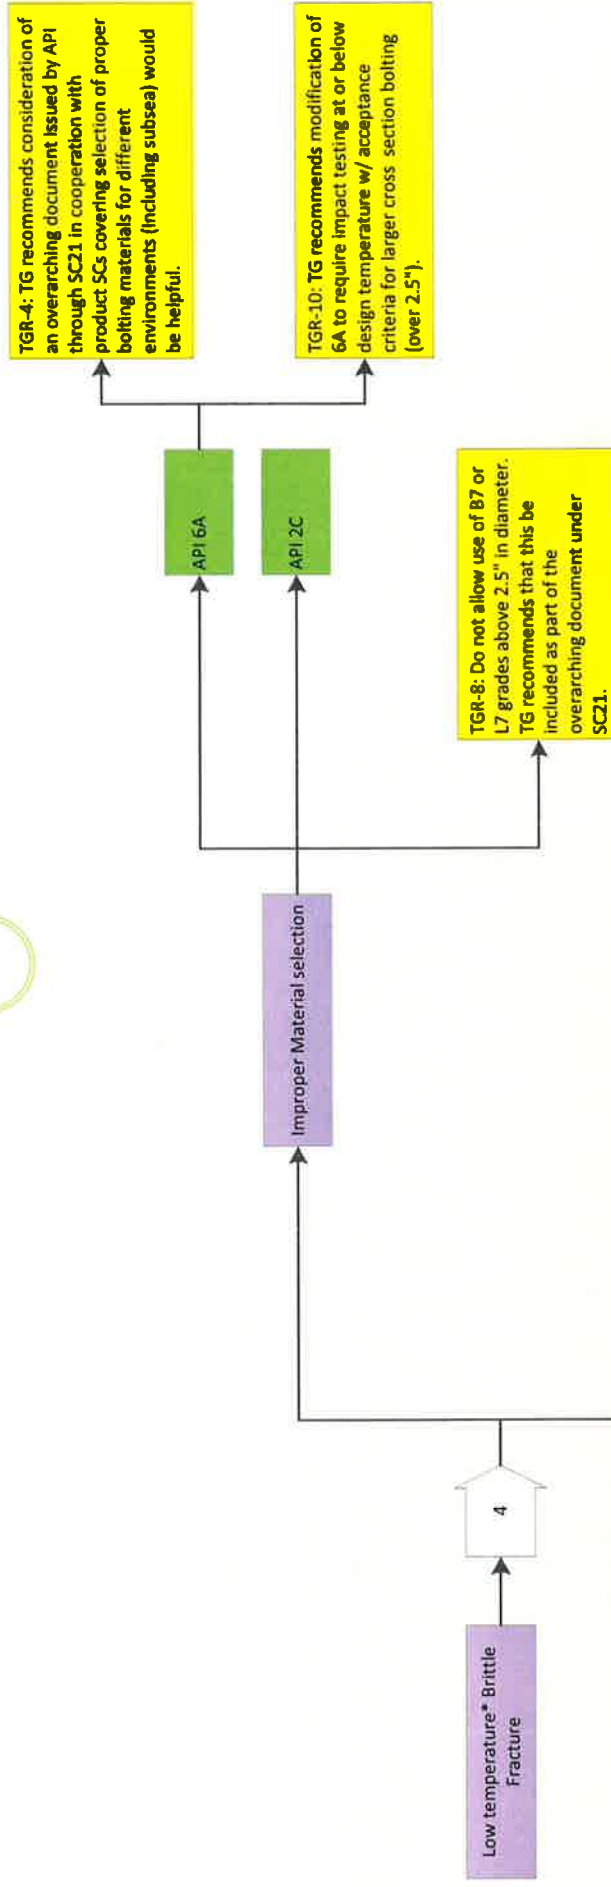 Low temperature* Brittle
Fracture
4
Improper Material selection
API 6A
API 2C
TGR-4: TG recommends consideration of
an overarching document issued by API
through SC21 in cooperation with
product SCs covering selection of proper
bolting materials for different
environments (including subsea) would
be helpful.
TGR-10: TG recommends modification of
6A to require impact testing at or below
design temperature w/ acceptance
criteria for larger cross section bolting
(over 2.5").
TGR-8: Do not allow use of B7 or
L7 grades above 2.5" in diameter.
TG recommends that this be
included as part of the
overarching document under
SC21.